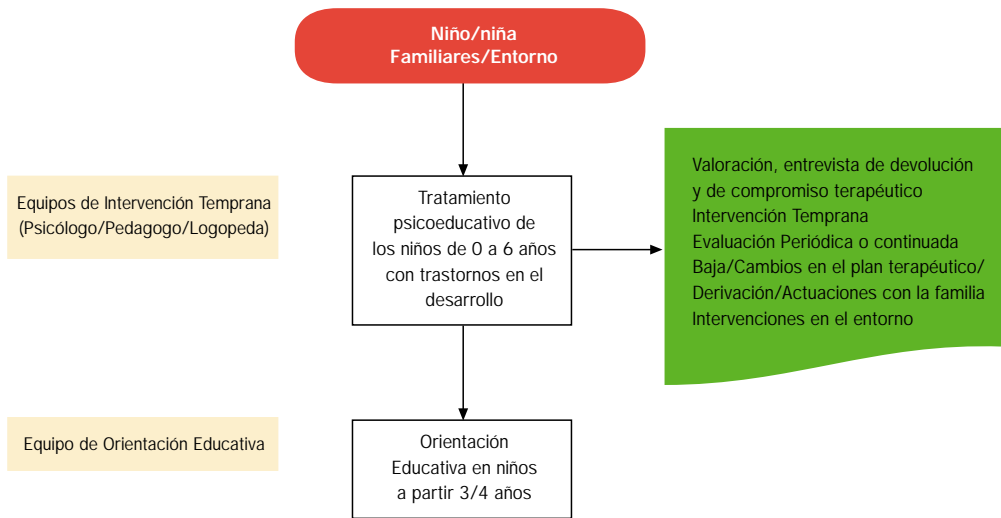 Niño/niña
Familiares/Entorno
Equipos de Intervención Temprana
(Psicólogo/Pedagogo/Logopeda)
Tratamiento
psicoeducativo de
los niños de 0 a 6 años
con trastornos en el
desarrollo
Valoración, entrevista de devolución
y de compromiso terapéutico
Intervención Temprana
Evaluación Periódica o continuada
Baja/Cambios en el plan terapéutico/
Derivación/Actuaciones con la familia
Intervenciones en el entorno
Equipo de Orientación Educativa
Orientación
Educativa en niños
a partir 3/4 años